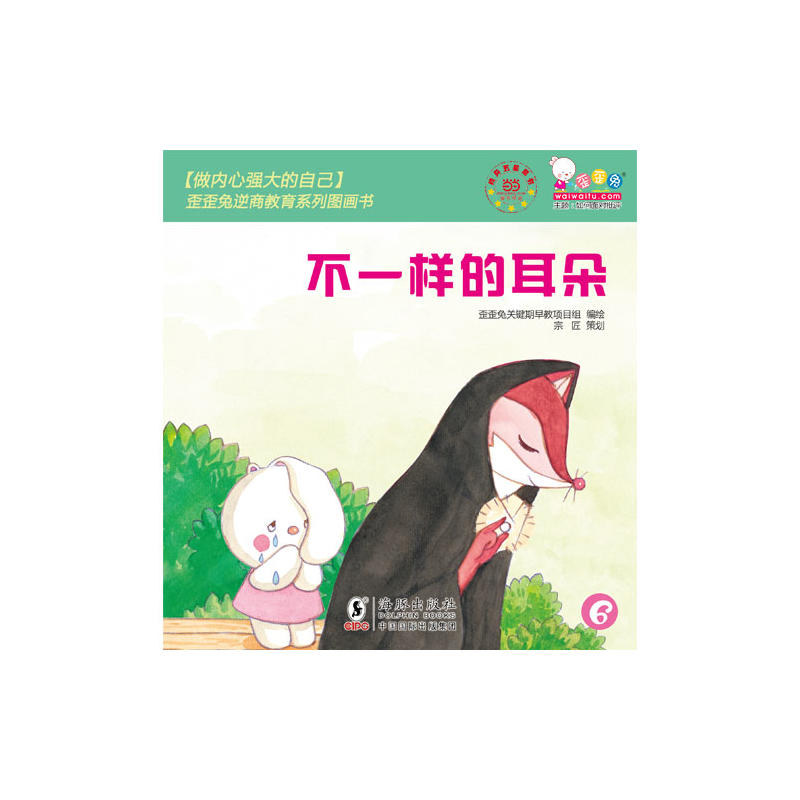 【做内心强大的自己】
歪歪兔逆商教育系列图画书
当当
歪歪兔
waiwaitu.com
不一样的耳朵
歪歪兔关键期早教项目组 编绘
宗 匠 策划
海豚出版社
DOLPHIN BOOKS
CIPG 中国国际出版集团
6